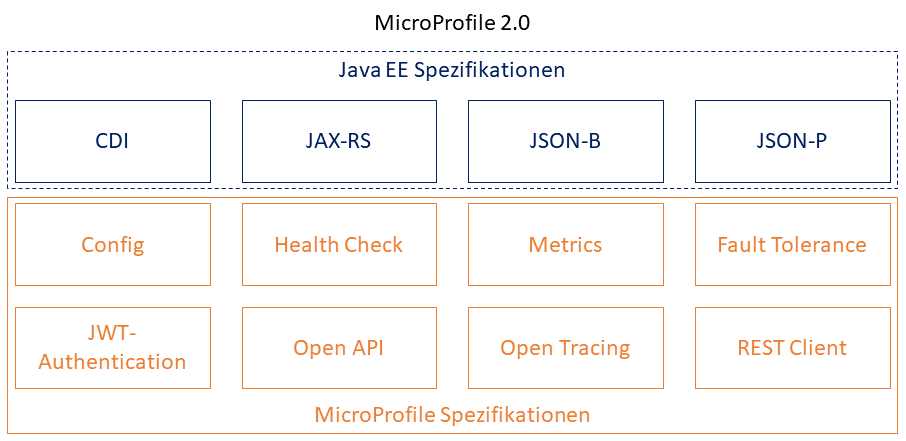 MicroProfile 2.0
Java EE Spezifikationen
CDI
JAX-RS
JSON-B
JSON-P
Config
Health Check
Metrics
Fault Tolerance
JWT-
Authentication
Open API
Open Tracing
REST Client
MicroProfile Spezifikationen